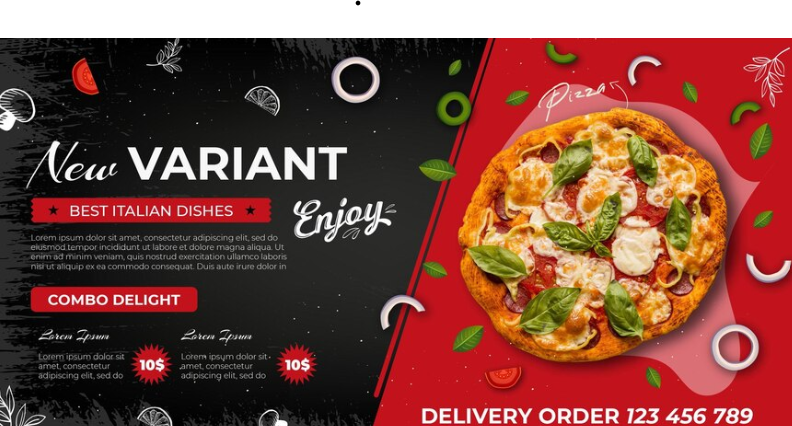 Pizza
New VARIANT
★ BEST ITALIAN DISHES ★
Enjoy
Lorem ipsum dolor sit amet, consectetur adipiscing elit, sed do
eiusmod tempor incididunt ut labore et dolore magna aliqua. Ut
enim ad minim veniam, quis nostrud exercitation ullamco laboris
nisi ut aliquip ex ea commodo consequat. Duis aute irure dolor in
COMBO DELIGHT
Lorem Ipsum
Lorem ipsum dolor sit
amet, consectetur
adipiscing elit, sed do
10$
Lorem Ipsum
Lorem ipsum dolor sit
amet, consectetur
adipiscing elit, sed do
10$
DELIVERY ORDER 123 456 789